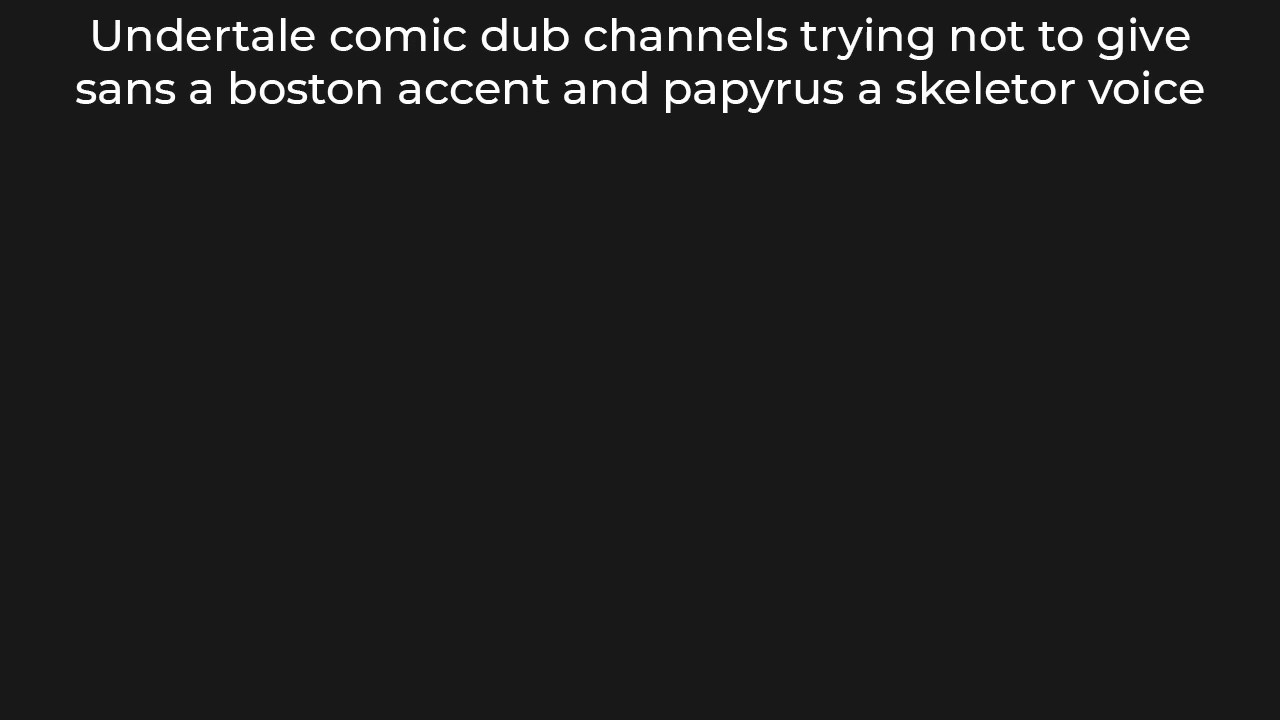 Undertale comic dub channels trying not to give
sans a boston accent and papyrus a skeletor voice